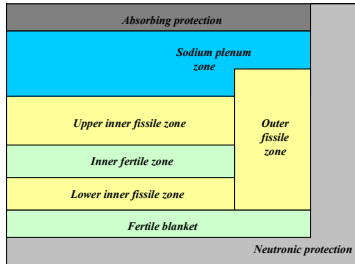 Absorbing protection
Sodium plenum
zone
Upper inner fissile zone
Outer
fissile
zone
Inner fertile zone
Lower inner fissile zone
Fertile blanket
Neutronic protection